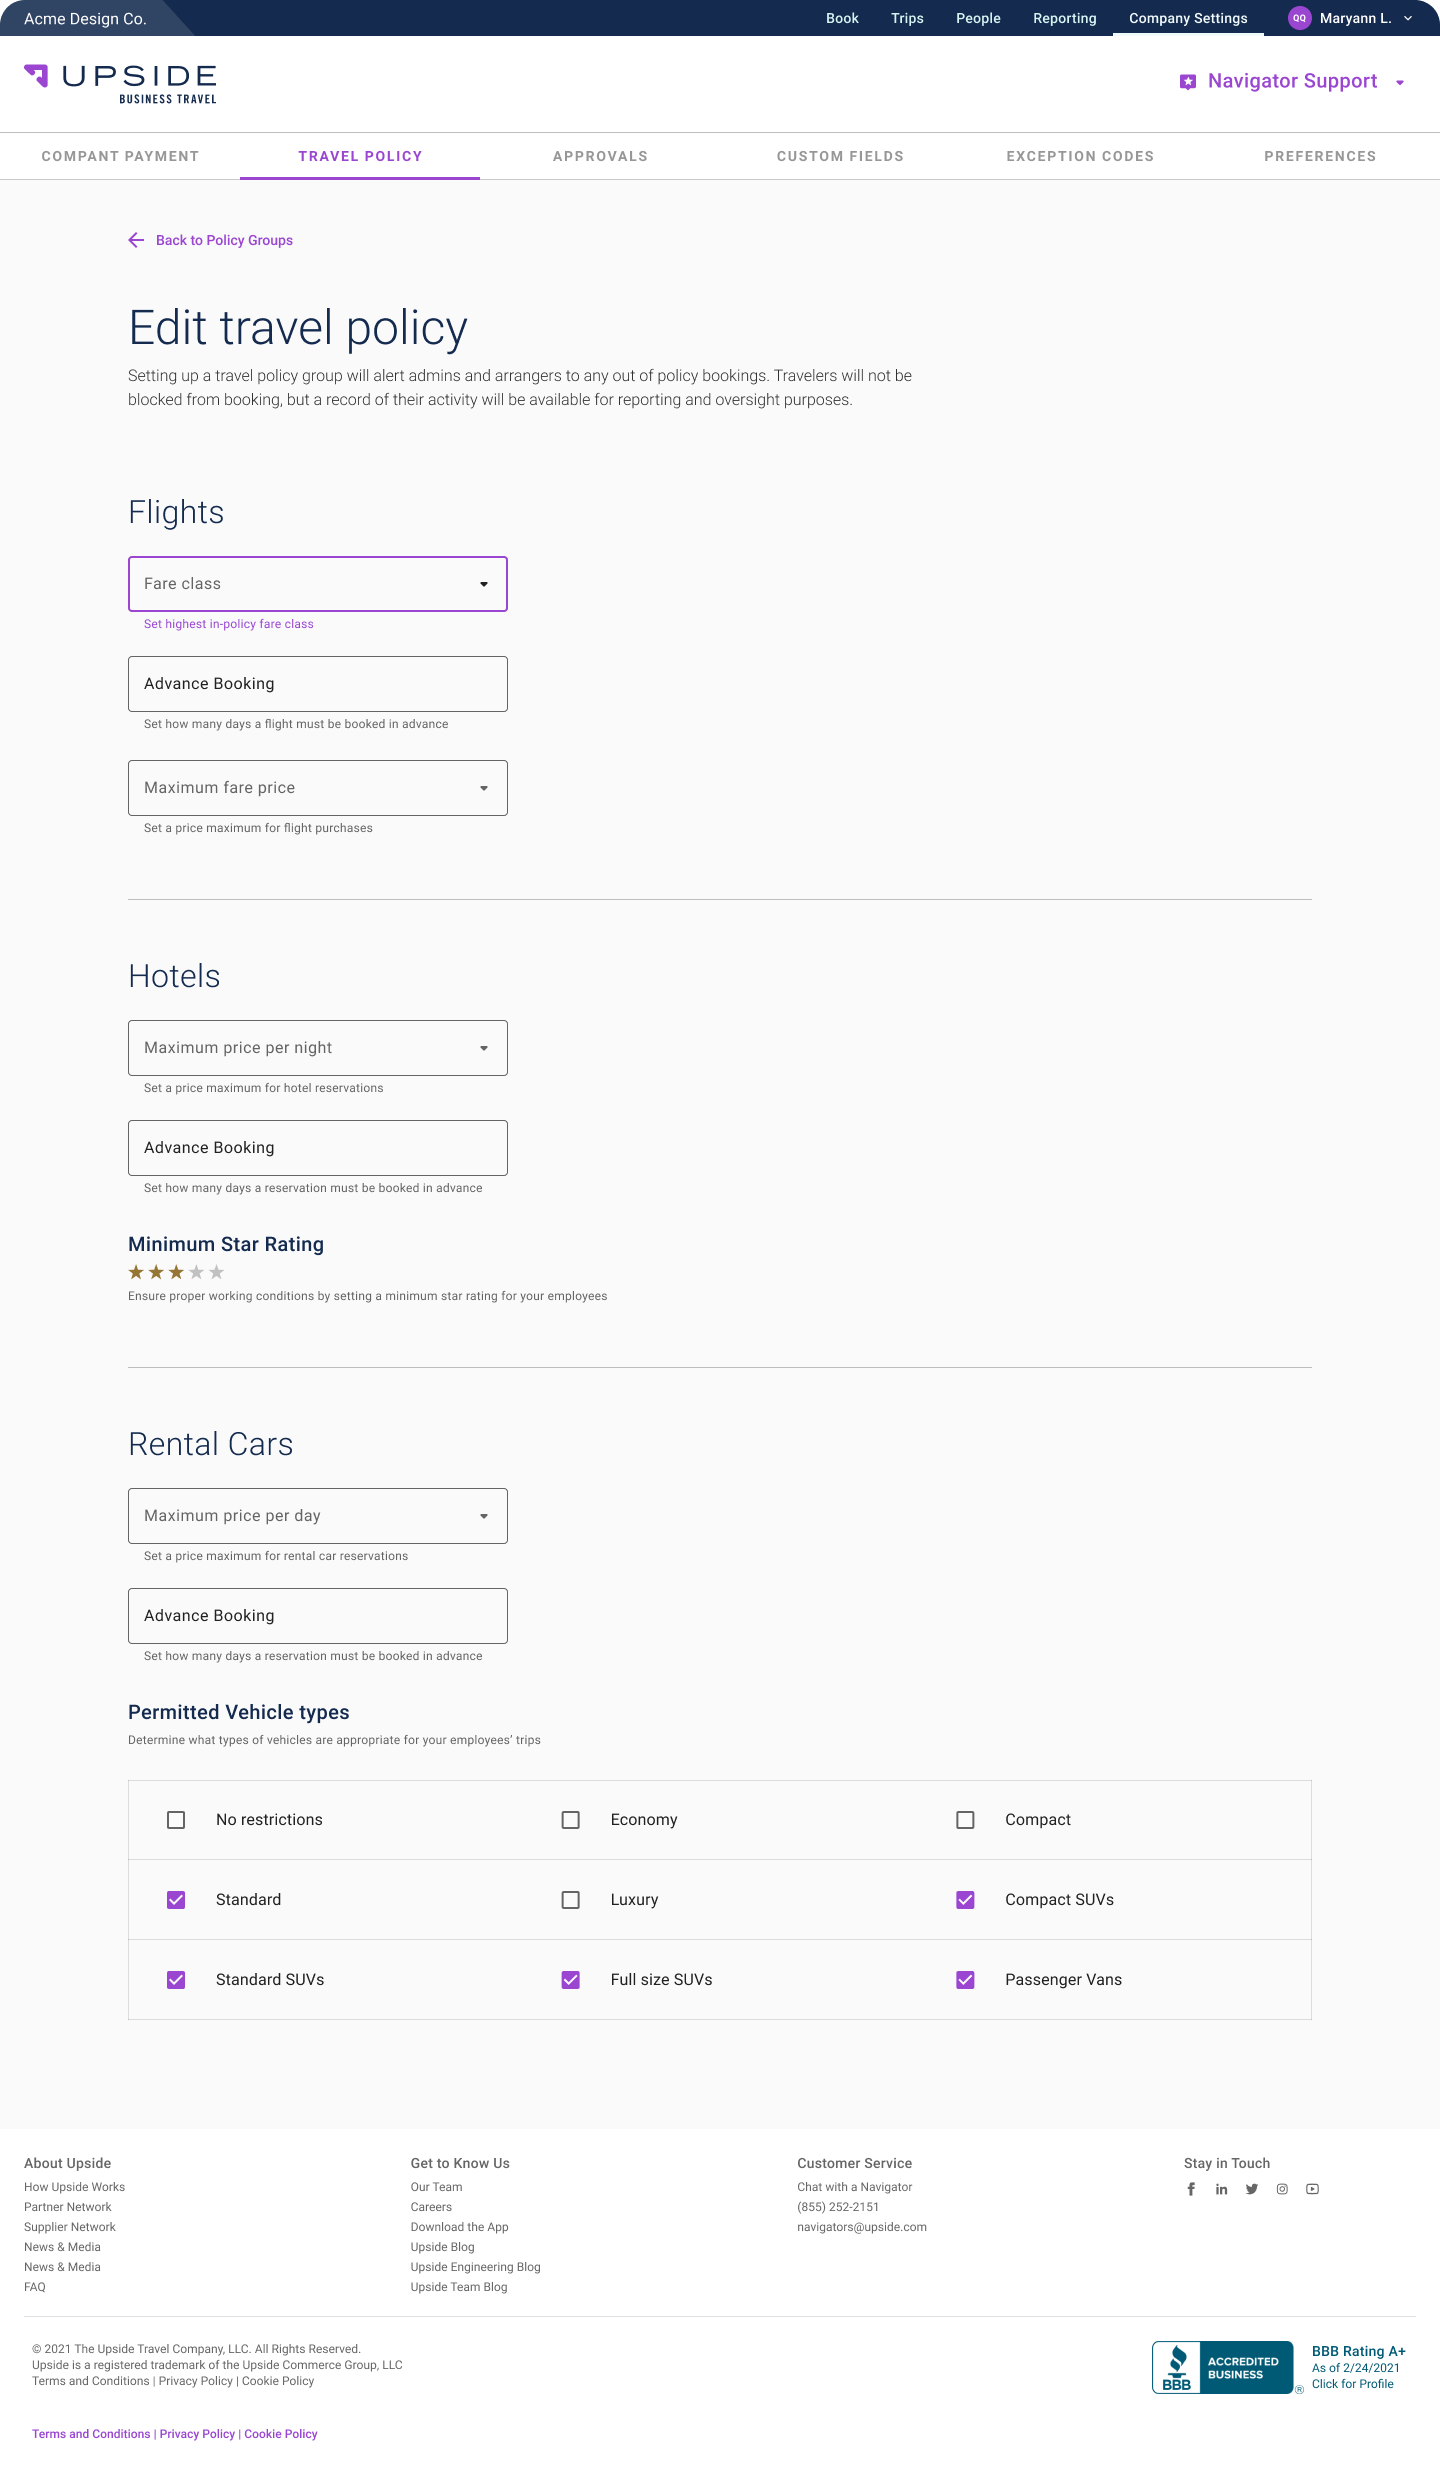 Acme Design Co.
Book Trips People Reporting Company Settings QQ Maryann L.
UPSIDE
BUSINESS TRAVEL
Navigator Support
COMPANT PAYMENT TRAVEL POLICY APPROVALS CUSTOM FIELDS EXCEPTION CODES PREFERENCES
Back to Policy Groups
Edit travel policy
Setting up a travel policy group will alert admins and arrangers to any out of policy bookings. Travelers will not be
blocked from booking, but a record of their activity will be available for reporting and oversight purposes.
Flights
Fare class
Set highest in-policy fare class
Advance Booking
Set how many days a flight must be booked in advance
Maximum fare price
Set a price maximum for flight purchases
Hotels
Maximum price per night
Set a price maximum for hotel reservations
Advance Booking
Set how many days a reservation must be booked in advance
Minimum Star Rating
Ensure proper working conditions by setting a minimum star rating for your employees
Rental Cars
Maximum price per day
Set a price maximum for rental car reservations
Advance Booking
Set how many days a reservation must be booked in advance
Permitted Vehicle types
Determine what types of vehicles are appropriate for your employees’ trips
No restrictions Economy Compact
Standard Luxury Compact SUVs
Standard SUVs Full size SUVs Passenger Vans
About Upside
How Upside Works
Partner Network
Supplier Network
News & Media
News & Media
FAQ
Get to Know Us
Our Team
Careers
Download the App
Upside Blog
Upside Engineering Blog
Upside Team Blog
Customer Service
Chat with a Navigator
(855) 252-2151
navigators@upside.com
Stay in Touch
© 2021 The Upside Travel Company, LLC. All Rights Reserved.
Upside is a registered trademark of the Upside Commerce Group, LLC
Terms and Conditions | Privacy Policy | Cookie Policy
BBB
ACCREDITED
BUSINESS
®
BBB Rating A+
As of 2/24/2021
Click for Profile
Terms and Conditions | Privacy Policy | Cookie Policy